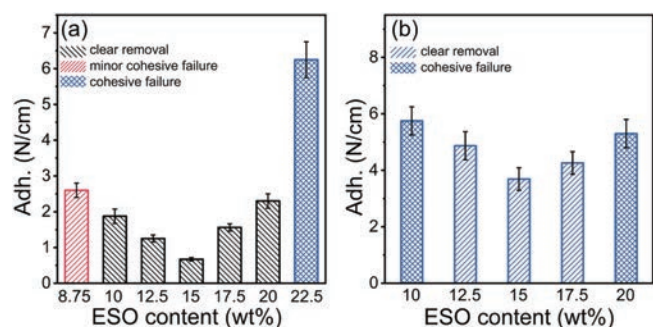 (a)
clear removal
minor cohesive failure
cohesive failure
Adh. (N/cm)
7
6
5
4
3
2
1
0
8.75 10 12.5 15 17.5 20 22.5
ESO content (wt%)
(b)
clear removal
cohesive failure
Adh. (N/cm)
8
6
4
2
0
10 12.5 15 17.5 20
ESO content (wt%)